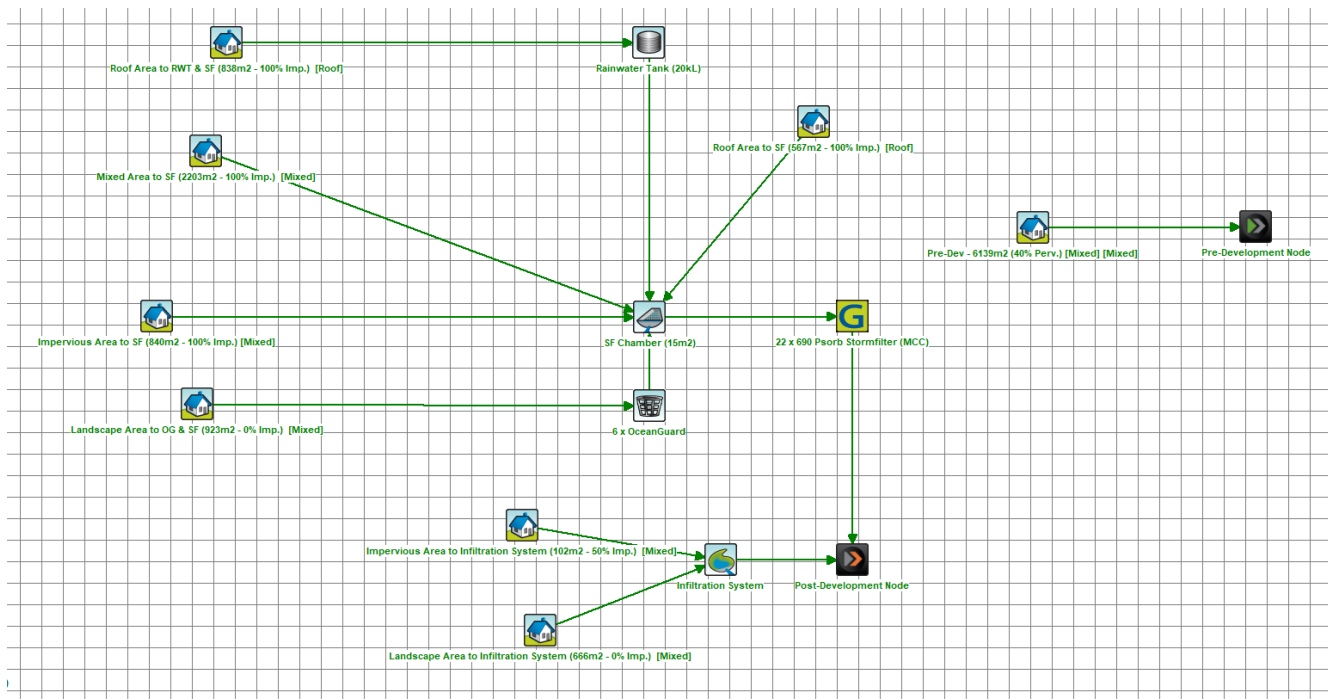 Roof Area to RWT & SF (838m2 - 100% Imp.) [Roof]
Rainwater Tank (20kL)
Roof Area to SF (567m2 - 100% Imp.) [Roof]
Mixed Area to SF (2203m2 - 100% Imp.) [Mixed]
Pre-Dev - 6139m2 (40% Perv.) [Mixed] [Mixed]
Pre-Development Node
Impervious Area to SF (840m2 - 100% Imp.) [Mixed]
SF Chamber (15m2)
G
22 x 690 Psorb Stormfilter (MCC)
Landscape Area to OG & SF (923m2 - 0% Imp.) [Mixed]
6 x OceanGuard
Impervious Area to Infiltration System (102m2 - 50% Imp.) [Mixed]
Infiltration System
Post-Development Node
Landscape Area to Infiltration System (666m2 - 0% Imp.) [Mixed]